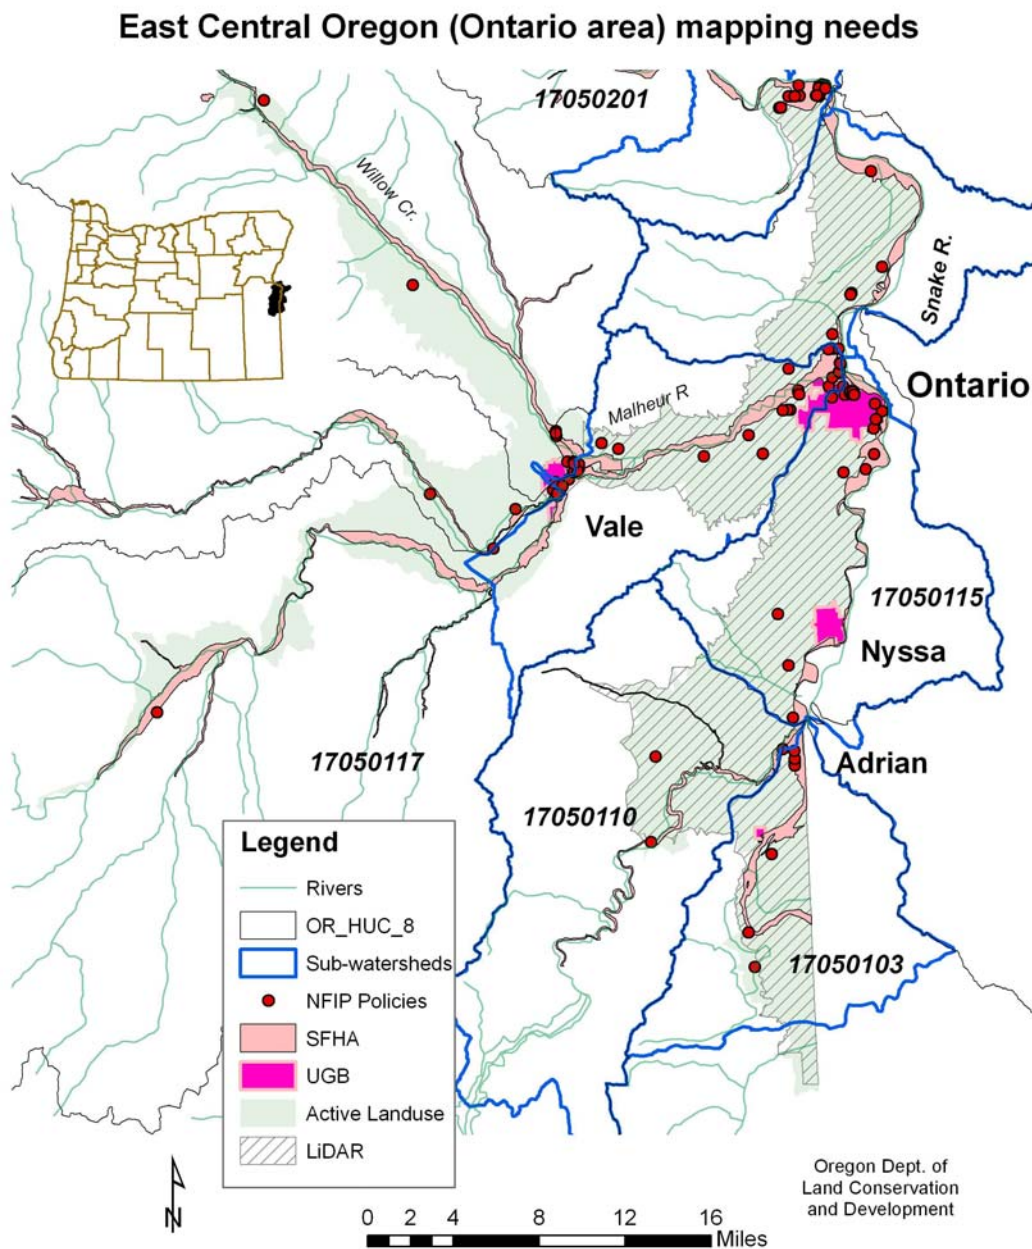 East Central Oregon (Ontario area) mapping needs
17050201
Willow Cr.
Snake R.
Ontario
Malheur R
Vale
17050115
Nyssa
17050117
Adrian
17050110
17050103
Legend
Rivers
OR_HUC_8
Sub-watersheds
NFIP Policies
SFHA
UGB
Active Landuse
LiDAR
Oregon Dept. of
Land Conservation
and Development
N
0 2 4 8 12 16
Miles